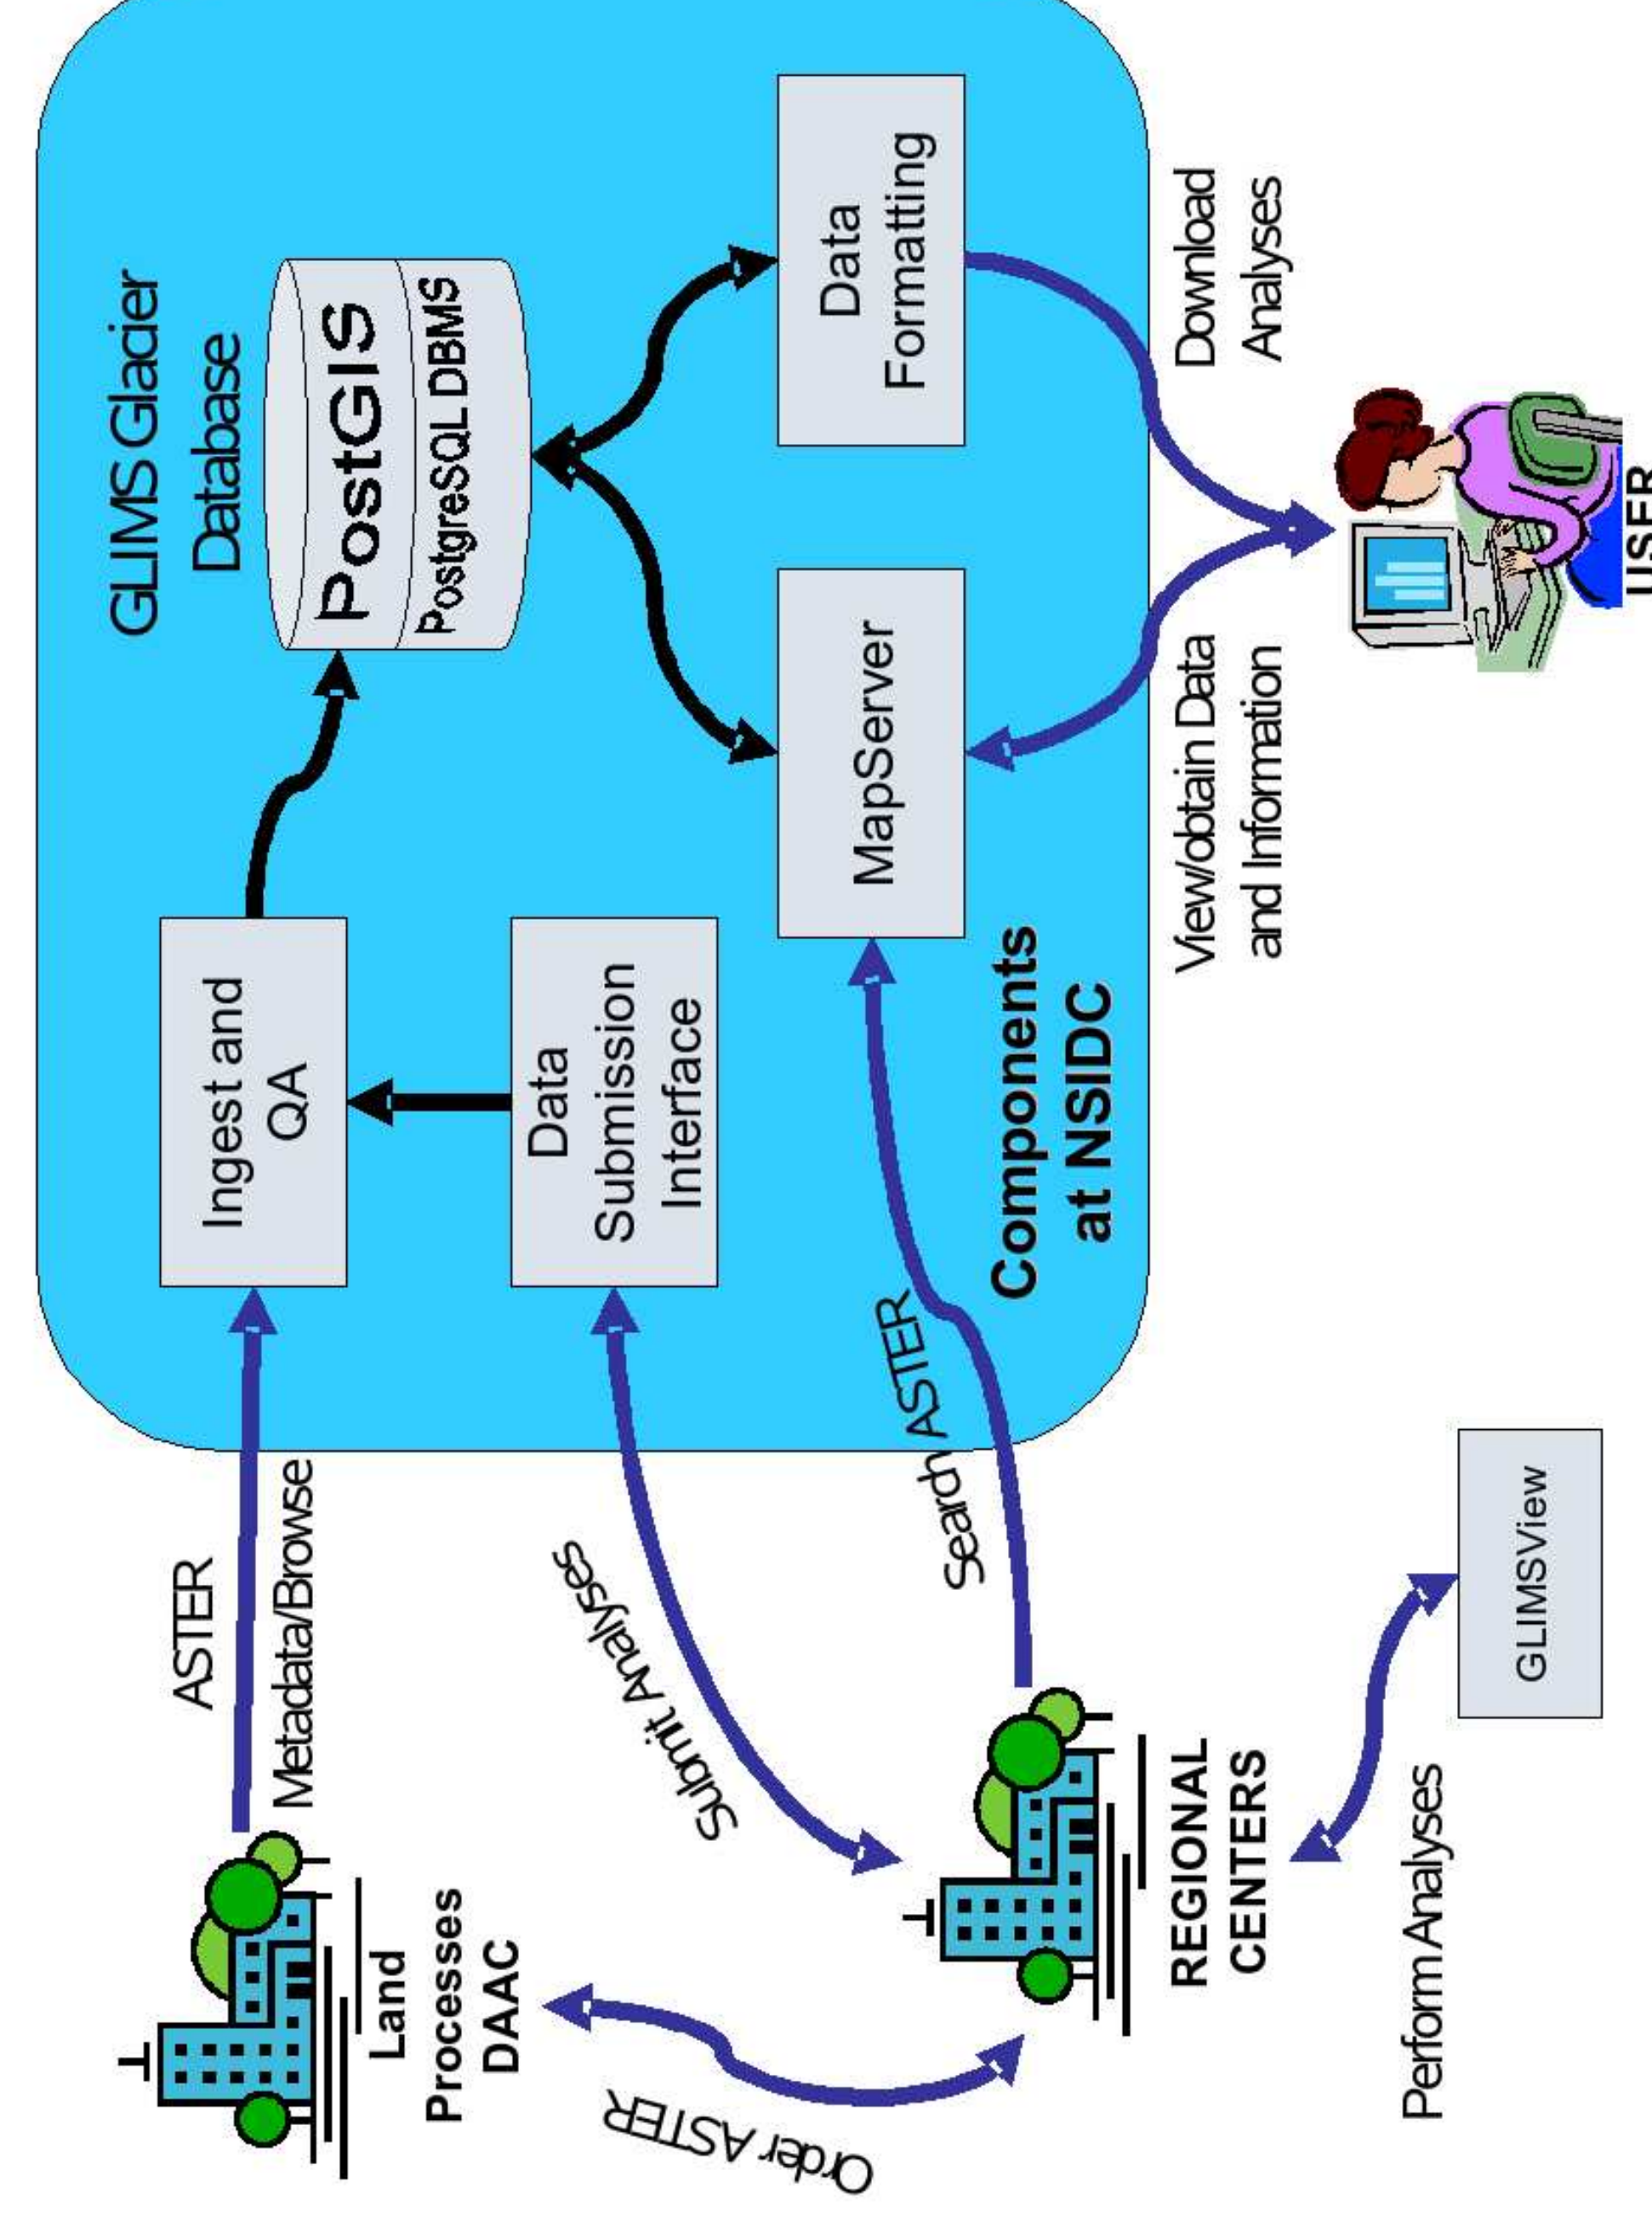 GLIMS Glacier
Database
PostGIS
PostgreSQL DBMS
Ingest and
QA
Data
Submission
Interface
MapServer
Data
Formatting
Components
at NSIDC
ASTER
Metadata/Browse
Submit Analyses
Search ASTER
Land
Processes
DAAC
Order ASTER
REGIONAL
CENTERS
Perform Analyses
GLIMSView
View/obtain Data
and Information
Download
Analyses
USER